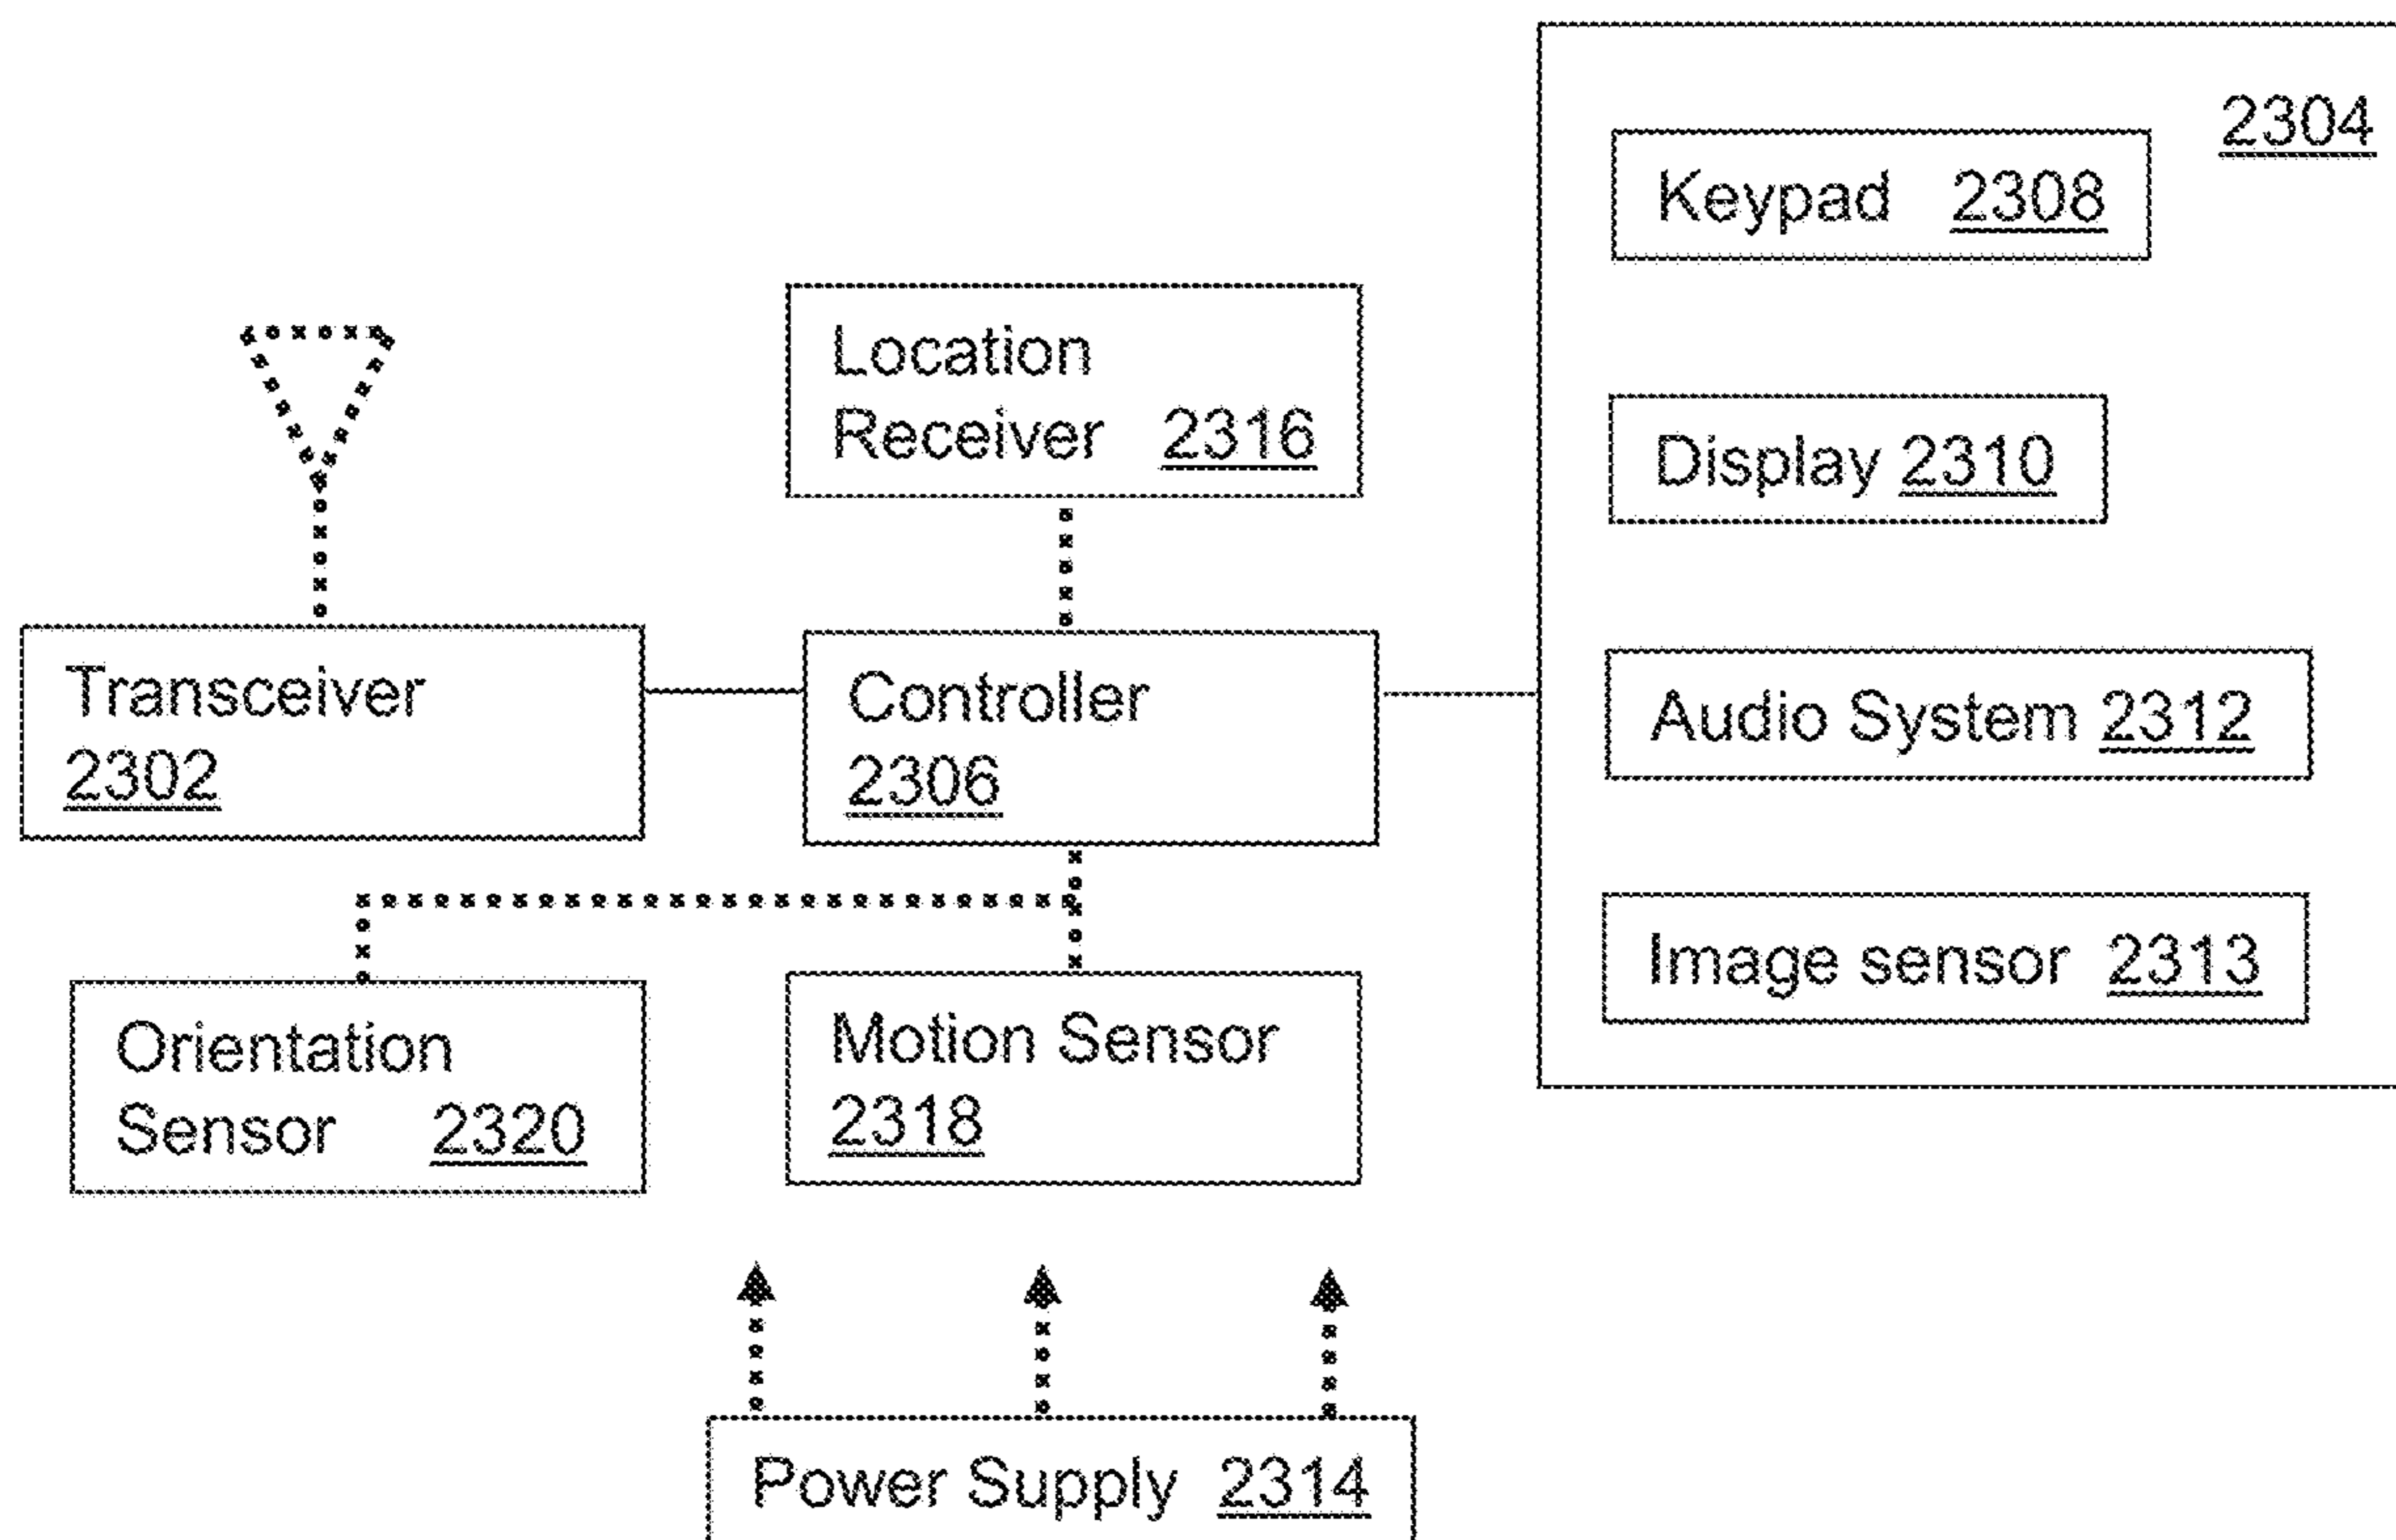 2304
Keypad 2308
Location
Receiver 2316
Display 2310
Transceiver
2302
Controller
2306
Audio System 2312
Image sensor 2313
Orientation
Sensor 2320
Motion Sensor
2318
Power Supply 2314